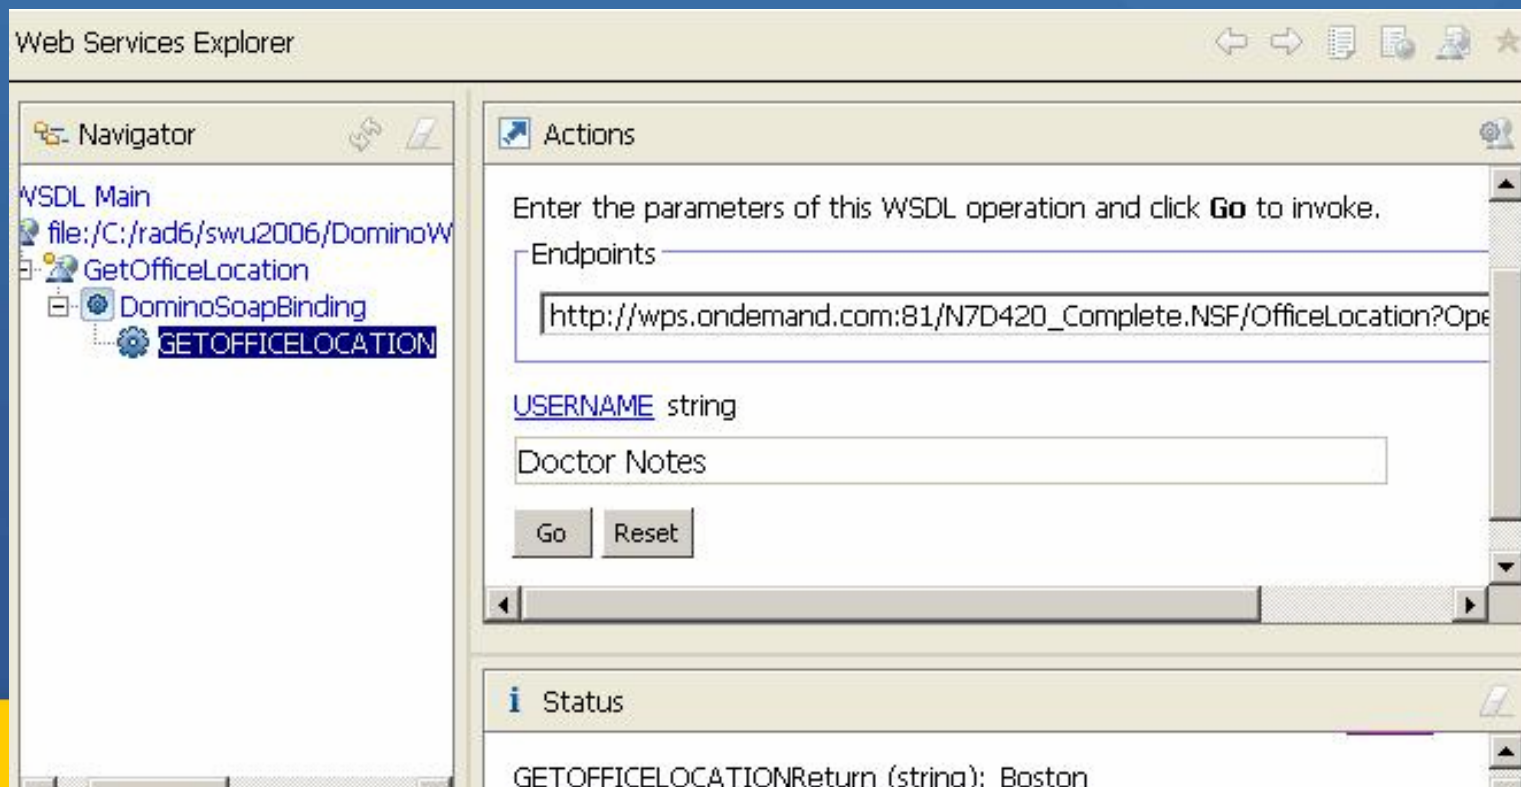 Web Services Explorer
Navigator
WSDL Main
file:/C:/rad6/swu2006/DominoW
GetOfficeLocation
DominoSoapBinding
GETOFFICELOCATION
Actions
Enter the parameters of this WSDL operation and click Go to invoke.
Endpoints
http://wps.ondemand.com:81/N7D420_Complete.NSF/OfficeLocation?Ope
USERNAME string
Doctor Notes
Go Reset
Status
GETOFFICELOCATIONReturn (string): Boston